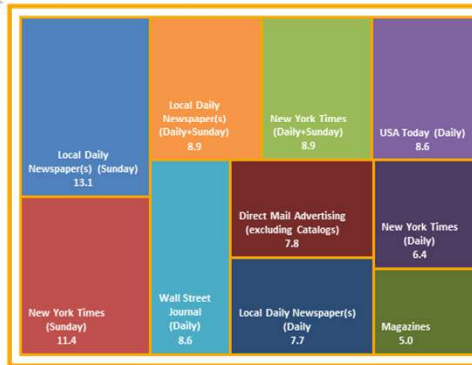 Local Daily
Newspaper(s) (Sunday)
13.1
Local Daily
Newspaper(s)
(Daily+Sunday)
8.9
New York Times
(Daily+Sunday)
8.9
USA Today (Daily)
8.6
New York Times
(Sunday)
11.4
Wall Street
Journal
(Daily)
8.6
Direct Mail Advertising
(excluding Catalogs)
7.8
Local Daily Newspaper(s)
(Daily
7.7
New York Times
(Daily)
6.4
Magazines
5.0